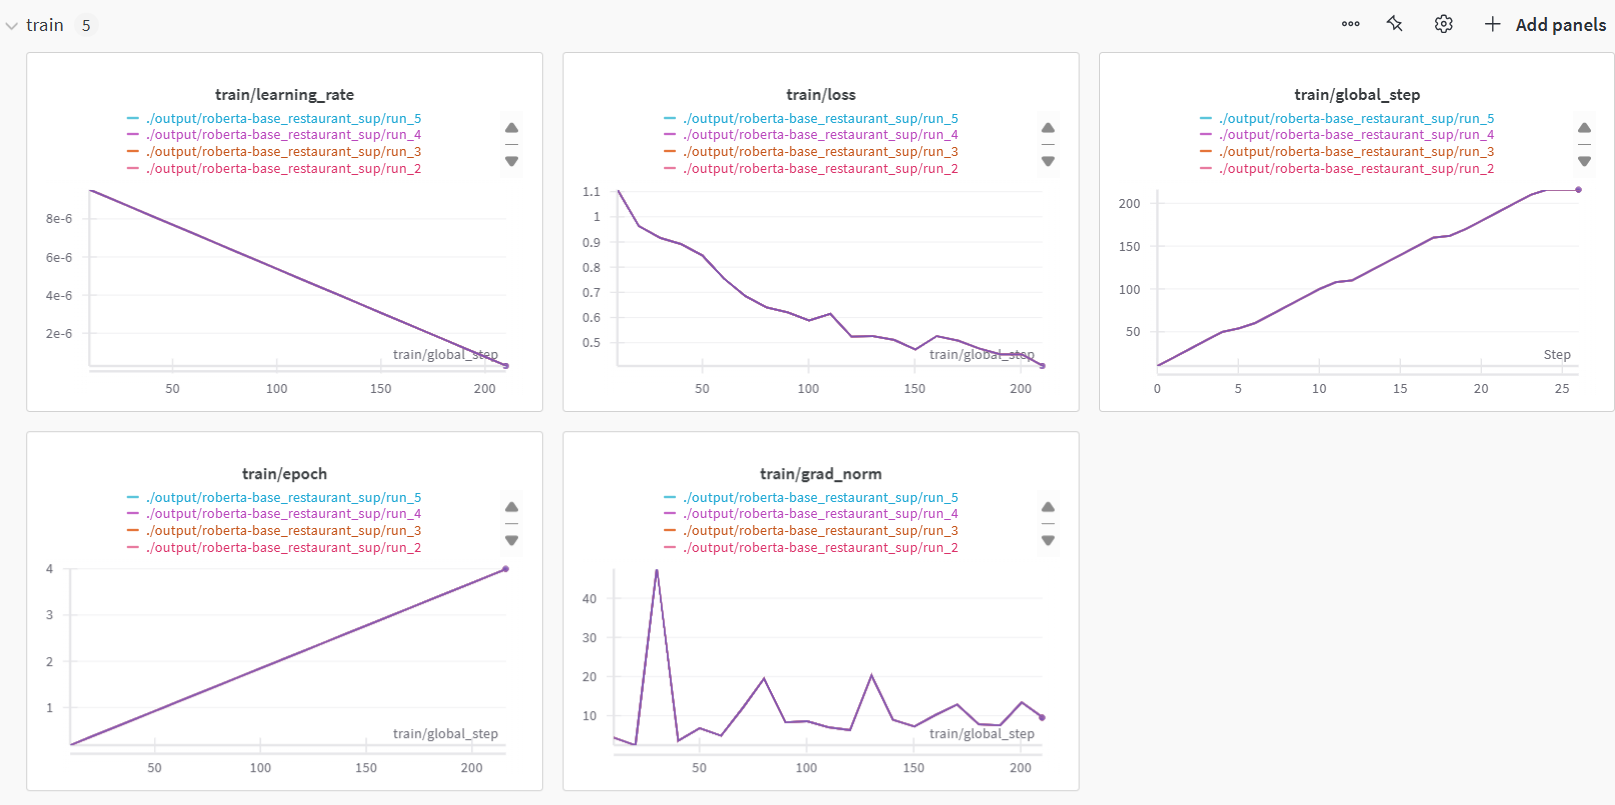 train 5
Add panels
train/learning_rate
./output/roberta-base_restaurant_sup/run_5
./output/roberta-base_restaurant_sup/run_4
./output/roberta-base_restaurant_sup/run_3
./output/roberta-base_restaurant_sup/run_2
8e-6
6e-6
4e-6
2e-6
train/global_step
50 100 150 200
train/loss
./output/roberta-base_restaurant_sup/run_5
./output/roberta-base_restaurant_sup/run_4
./output/roberta-base_restaurant_sup/run_3
./output/roberta-base_restaurant_sup/run_2
1.1
1
0.9
0.8
0.7
0.6
0.5
train/global_step
50 100 150 200
train/global_step
./output/roberta-base_restaurant_sup/run_5
./output/roberta-base_restaurant_sup/run_4
./output/roberta-base_restaurant_sup/run_3
./output/roberta-base_restaurant_sup/run_2
200
150
100
50
Step
0 5 10 15 20 25
train/epoch
./output/roberta-base_restaurant_sup/run_5
./output/roberta-base_restaurant_sup/run_4
./output/roberta-base_restaurant_sup/run_3
./output/roberta-base_restaurant_sup/run_2
4
3
2
1
train/global_step
50 100 150 200
train/grad_norm
./output/roberta-base_restaurant_sup/run_5
./output/roberta-base_restaurant_sup/run_4
./output/roberta-base_restaurant_sup/run_3
./output/roberta-base_restaurant_sup/run_2
40
30
20
10
train/global_step
50 100 150 200